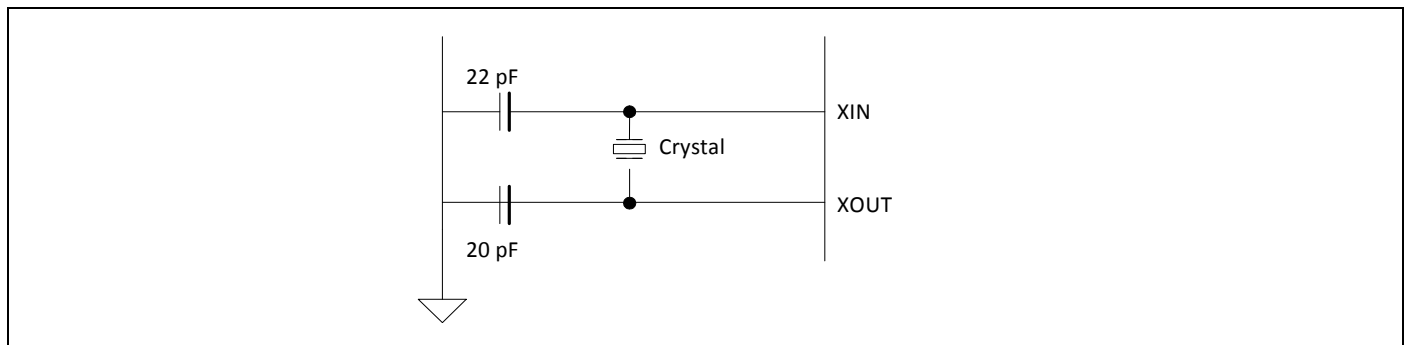 22 pF
XIN
Crystal
XOUT
20 pF